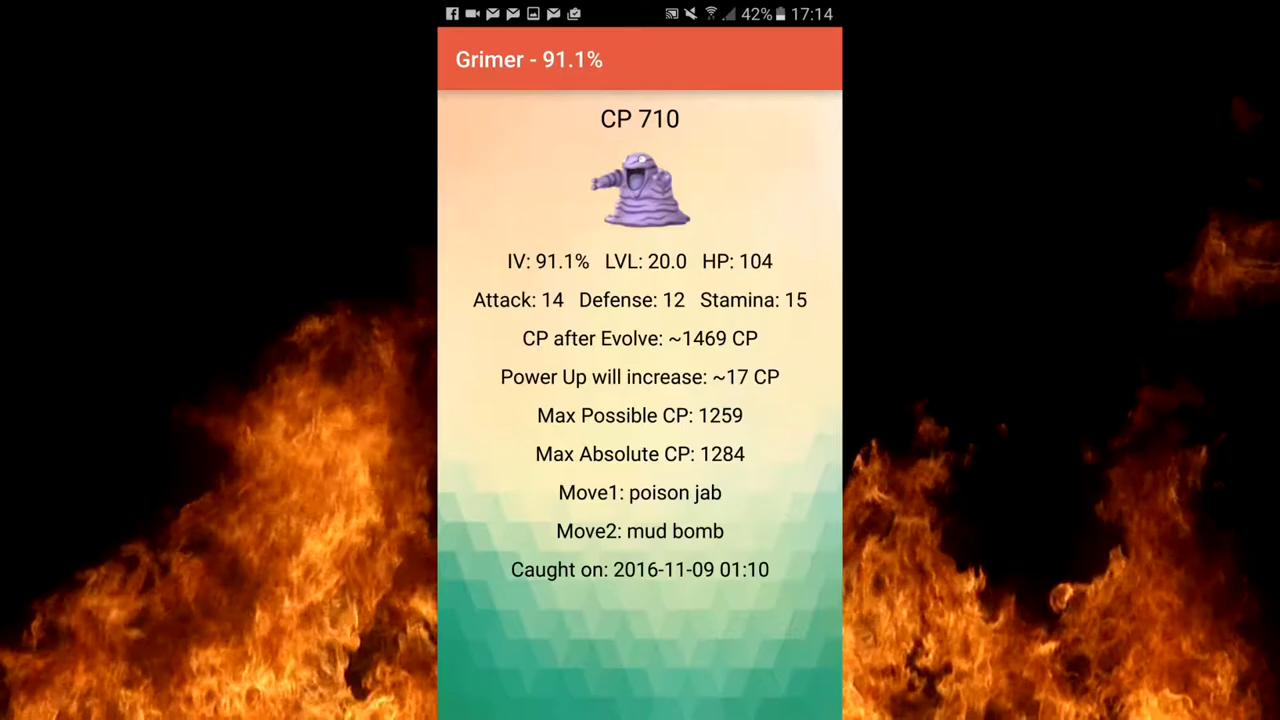 42% 17:14
Grimer - 91.1%
CP 710
IV: 91.1% LVL: 20.0 HP: 104
Attack: 14 Defense: 12 Stamina: 15
CP after Evolve: ~1469 CP
Power Up will increase: ~17 CP
Max Possible CP: 1259
Max Absolute CP: 1284
Move1: poison jab
Move2: mud bomb
Caught on: 2016-11-09 01:10